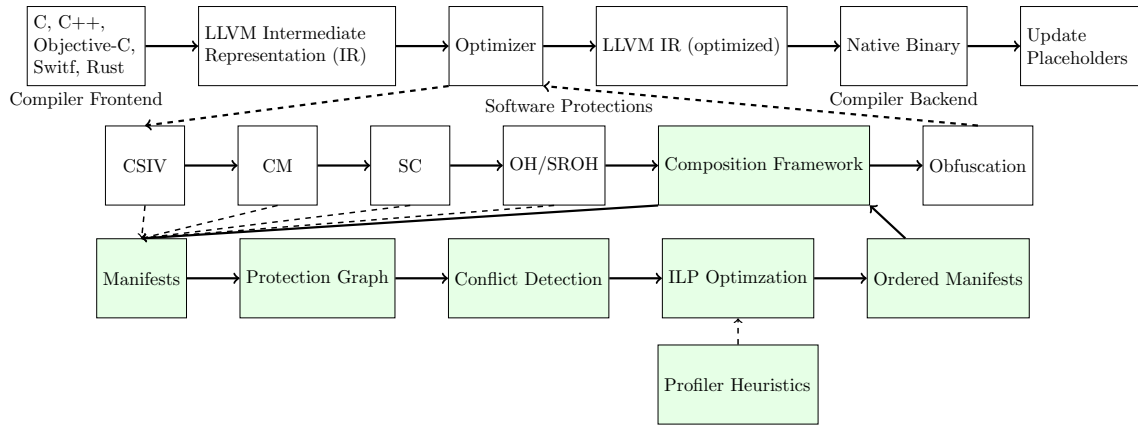 C, C++,
Objective-C,
Switf, Rust
LLVM Intermediate
Representation (IR)
Optimizer
LLVM IR (optimized)
Native Binary
Update
Placeholders
Compiler Frontend
Software Protections
Compiler Backend
CSIV
CM
SC
OH/SROH
Composition Framework
Obfuscation
Manifests
Protection Graph
Conflict Detection
ILP Optimzation
Ordered Manifests
Profiler Heuristics